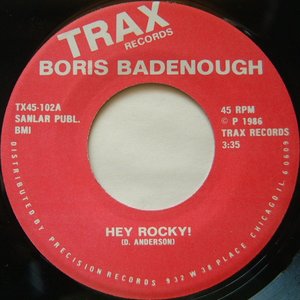 TRAX
RECORDS
BORIS BADENOUGH
TX45-102A
SANLAR PUBL.
BMI
45 RPM
© P 1986
TRAX RECORDS
3:35
HEY ROCKY!
(D. ANDERSON)
DISTRIBUTED BY PRECISION RECORDS 932 W 38 PLACE CHICAGO IL 60609